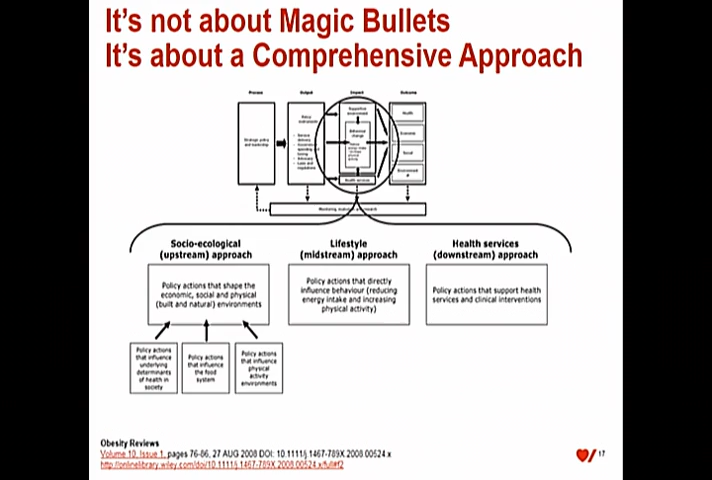 It's not about Magic Bullets
It's about a Comprehensive Approach
Process
Output
Impact
Outcome
Health
Economic
Social
Behavioral
change
Health services
Socio-ecological
(upstream) approach
Lifestyle
(midstream) approach
Health services
(downstream) approach
Policy actions that shape the
economic, social and physical
(built and natural) environments
Policy actions that directly
influence behaviour (reducing
energy intake and increasing
physical activity)
Policy actions that support health
services and clinical interventions
Policy actions
that influence
underlying
determinants
of health in
society
Policy actions
that influence
the food
system
Policy actions
that influence
physical
activity
environments
Obesity Reviews
Volume 10, Issue 1, pages 76-86, 27 AUG 2008 DOI: 10.1111/j.1467-789X.2008.00524.x
http://onlinelibrary.wiley.com/doi/10.1111/j.1467-789X.2008.00524.x/full#f2
17